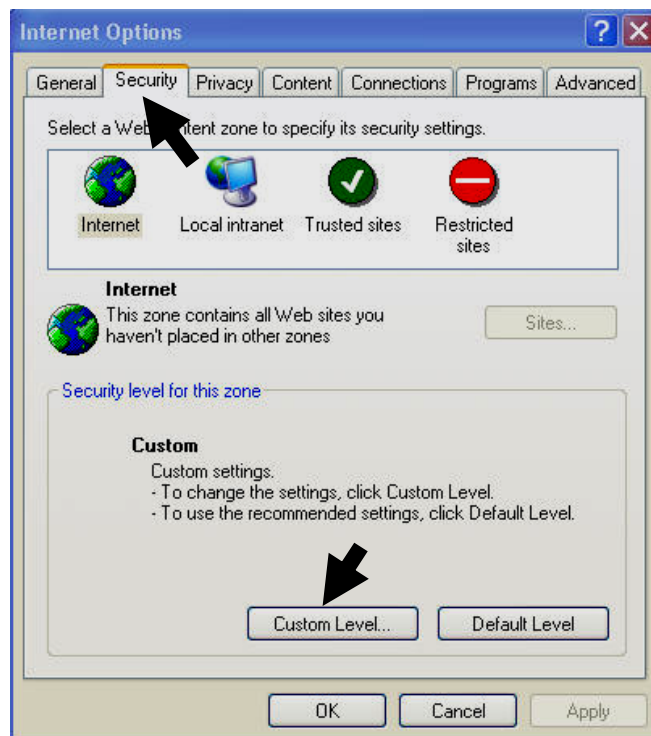 Internet Options
General Security Privacy Content Connections Programs Advanced
Select a Web tent zone to specify its security settings.
Internet Local intranet Trusted sites Restricted
sites
Internet
This zone contains all Web sites you
haven't placed in other zones
Sites...
Security level for this zone
Custom
Custom settings.
- To change the settings, click Custom Level.
- To use the recommended settings, click Default Level.
Custom Level... Default Level
OK Cancel Apply